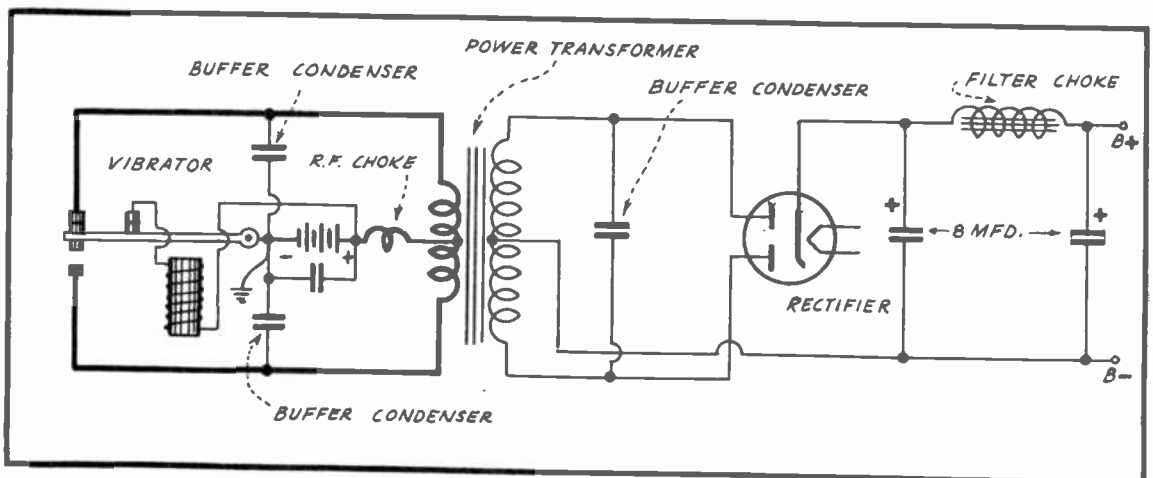 POWER TRANSFORMER
BUFFER CONDENSER
BUFFER CONDENSER
FILTER CHOKE
VIBRATOR
R.F. CHOKE
B+
+
+
8 MFD.
- +
RECTIFIER
B-
BUFFER CONDENSER